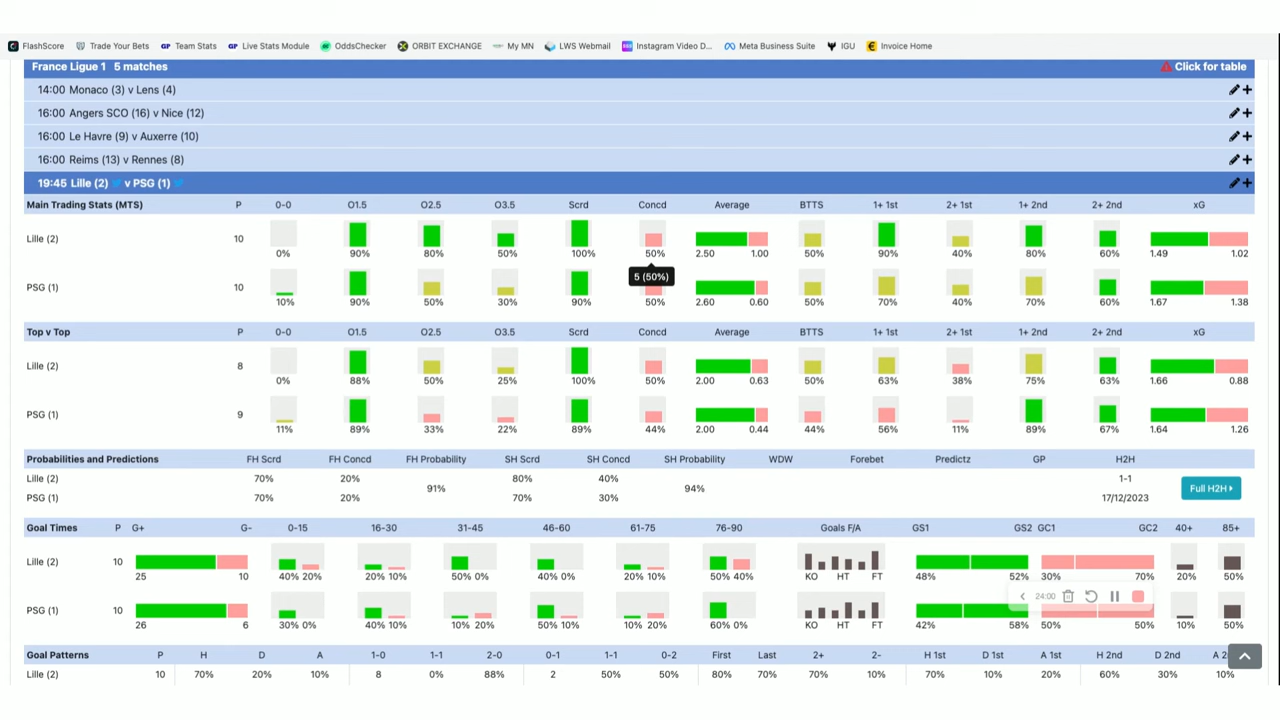 FlashScore Trade Your Bets GP Team Stats GP Live Stats Module OddsChecker ORBIT EXCHANGE My MN LWS Webmail Instagram Video D... Meta Business Suite IGU Invoice Home
France Ligue 1 5 matches Click for table
14:00 Monaco (3) v Lens (4)
16:00 Angers SCO (16) v Nice (12)
16:00 Le Havre (9) v Auxerre (10)
16:00 Reims (13) v Rennes (8)
19:45 Lille (2) v PSG (1)
Main Trading Stats (MTS) P 0-0 O1.5 O2.5 O3.5 Scrd Concd Average BTTS 1+ 1st 2+ 1st 1+ 2nd 2+ 2nd xG
Lille (2) 10
0% 90% 80% 50% 100% 50% 2.50 1.00 50% 90% 40% 80% 60% 1.49 1.02
5 (50%)
PSG (1) 10
10% 90% 50% 30% 90% 50% 2.60 0.60 50% 70% 40% 70% 60% 1.67 1.38
Top v Top P 0-0 O1.5 O2.5 O3.5 Scrd Concd Average BTTS 1+ 1st 2+ 1st 1+ 2nd 2+ 2nd xG
Lille (2) 8
0% 88% 50% 25% 100% 50% 2.00 0.63 50% 63% 38% 75% 63% 1.66 0.88
PSG (1) 9
11% 89% 33% 22% 89% 44% 2.00 0.44 44% 56% 11% 89% 67% 1.64 1.26
Probabilities and Predictions FH Scrd FH Concd FH Probability SH Scrd SH Concd SH Probability WDW Forebet Predictz GP H2H
Lille (2) 70% 20% 80% 40% 1-1
91% 94% Full H2H
PSG (1) 70% 20% 70% 30% 17/12/2023
Goal Times P G+ G- 0-15 16-30 31-45 46-60 61-75 76-90 Goals F/A GS1 GS2 GC1 GC2 40+ 85+
Lille (2) 10
25 10 40% 20% 20% 10% 50% 0% 40% 0% 20% 10% 50% 40% KO HT FT 48% 52% 30% 70% 20% 50%
24:00
PSG (1) 10
26 6 30% 0% 40% 10% 10% 20% 50% 10% 10% 20% 60% 0% KO HT FT 42% 58% 50% 50% 10% 50%
Goal Patterns P H D A 1-0 1-1 2-0 0-1 1-1 0-2 First Last 2+ 2- H 1st D 1st A 1st H 2nd D 2nd A 2
Lille (2) 10 70% 20% 10% 8 0% 88% 2 50% 50% 80% 70% 70% 10% 70% 10% 20% 60% 30% 10%